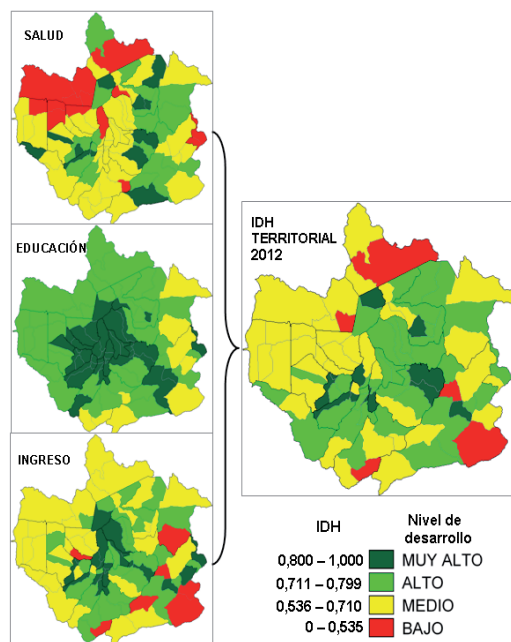 SALUD
EDUCACIÓN
INGRESO
IDH
TERRITORIAL
2012
IDH
Nivel de
desarrollo
0,800 – 1,000 MUY ALTO
0,711 – 0,799 ALTO
0,536 – 0,710 MEDIO
0 – 0,535 BAJO